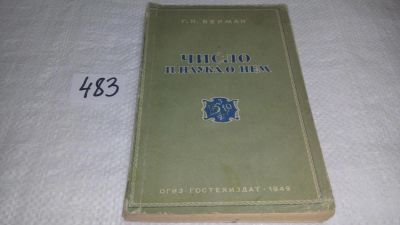 Г.Н. БЕРМАН
ЧИСЛО
И НАУКА О НЕМ
483
ОГИЗ ГОСТЕХИЗДАТ · 1949